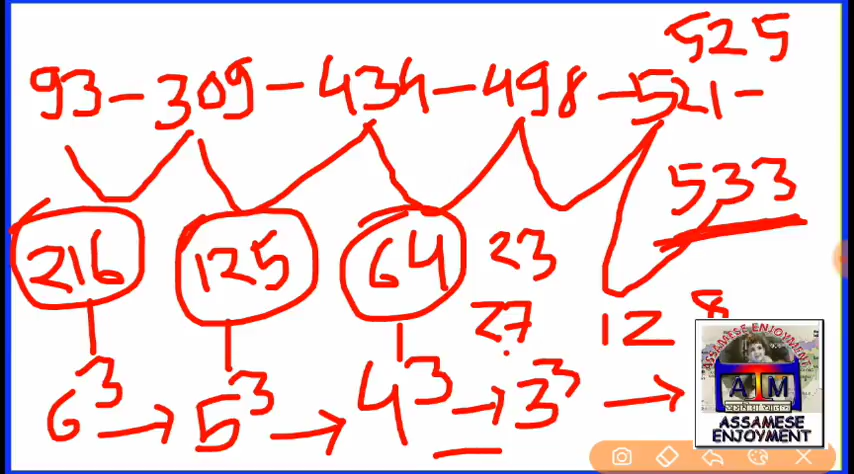 525
93 - 309 - 434 - 498 - 521 -
533
216 125 64 23
27 12 8
6³ → 5³ → 4³ → 3³ →
ASSAMESE ENJOYMENT
ATM
ASSAMESE
ENJOYMENT